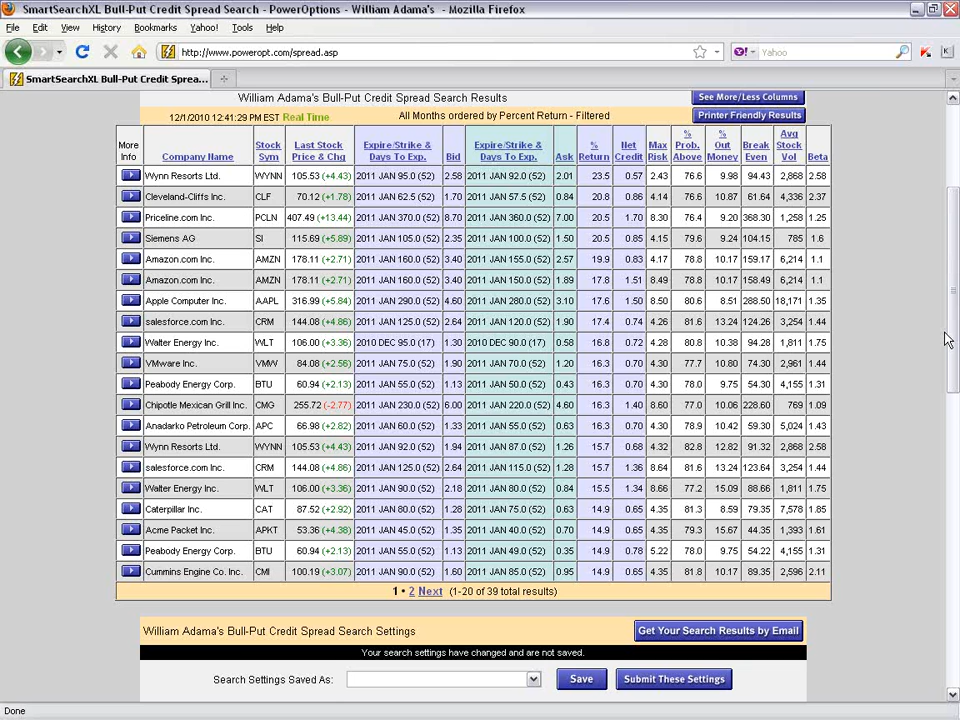 SmartSearchXL Bull-Put Credit Spread Search - PowerOptions - William Adama's - Mozilla Firefox
File Edit View History Bookmarks Yahoo! Tools Help
http://www.poweropt.com/spread.asp
Yahoo
SmartSearchXL Bull-Put Credit Sprea...
William Adama's Bull-Put Credit Spread Search Results
See More/Less Columns
12/1/2010 12:41:29 PM EST Real Time
All Months ordered by Percent Return - Filtered
Printer Friendly Results
More Info Company Name Stock Sym Last Stock Price & Chg Expire/Strike & Days To Exp. Bid Expire/Strike & Days To Exp. Ask % Return Net Credit Max Risk % Prob. Above % Out Money Break Even Avg Stock Vol Beta
Wynn Resorts Ltd. WYNN 105.53 (+4.43) 2011 JAN 95.0 (52) 2.58 2011 JAN 92.0 (52) 2.01 23.5 0.57 2.43 76.6 9.98 94.43 2,868 2.58
Cleveland-Cliffs Inc. CLF 70.12 (+1.78) 2011 JAN 62.5 (52) 1.70 2011 JAN 57.5 (52) 0.84 20.8 0.86 4.14 76.6 10.87 61.64 4,336 2.37
Priceline.com Inc. PCLN 407.49 (+13.44) 2011 JAN 370.0 (52) 8.70 2011 JAN 360.0 (52) 7.00 20.5 1.70 8.30 76.4 9.20 368.30 1,258 1.25
Siemens AG SI 115.69 (+5.89) 2011 JAN 105.0 (52) 2.35 2011 JAN 100.0 (52) 1.50 20.5 0.85 4.15 79.6 9.24 104.15 785 1.6
Amazon.com Inc. AMZN 178.11 (+2.71) 2011 JAN 160.0 (52) 3.40 2011 JAN 155.0 (52) 2.57 19.9 0.83 4.17 78.8 10.17 159.17 6,214 1.1
Amazon.com Inc. AMZN 178.11 (+2.71) 2011 JAN 160.0 (52) 3.40 2011 JAN 150.0 (52) 1.89 17.8 1.51 8.49 78.8 10.17 158.49 6,214 1.1
Apple Computer Inc. AAPL 316.99 (+5.84) 2011 JAN 290.0 (52) 4.60 2011 JAN 280.0 (52) 3.10 17.6 1.50 8.50 80.6 8.51 288.50 18,171 1.35
salesforce.com Inc. CRM 144.08 (+4.86) 2011 JAN 125.0 (52) 2.64 2011 JAN 120.0 (52) 1.90 17.4 0.74 4.26 81.6 13.24 124.26 3,254 1.44
Walter Energy Inc. WLT 106.00 (+3.36) 2010 DEC 95.0 (17) 1.30 2010 DEC 90.0 (17) 0.58 16.8 0.72 4.28 80.8 10.38 94.28 1,811 1.75
VMware Inc. VMW 84.08 (+2.56) 2011 JAN 75.0 (52) 1.90 2011 JAN 70.0 (52) 1.20 16.3 0.70 4.30 77.7 10.80 74.30 2,961 1.44
Peabody Energy Corp. BTU 60.94 (+2.13) 2011 JAN 55.0 (52) 1.13 2011 JAN 50.0 (52) 0.43 16.3 0.70 4.30 78.0 9.75 54.30 4,155 1.31
Chipotle Mexican Grill Inc. CMG 255.72 (-2.77) 2011 JAN 230.0 (52) 6.00 2011 JAN 220.0 (52) 4.60 16.3 1.40 8.60 77.0 10.06 228.60 769 1.09
Anadarko Petroleum Corp. APC 66.98 (+2.82) 2011 JAN 60.0 (52) 1.33 2011 JAN 55.0 (52) 0.63 16.3 0.70 4.30 78.9 10.42 59.30 5,024 1.43
Wynn Resorts Ltd. WYNN 105.53 (+4.43) 2011 JAN 92.0 (52) 1.94 2011 JAN 87.0 (52) 1.26 15.7 0.68 4.32 82.8 12.82 91.32 2,868 2.58
salesforce.com Inc. CRM 144.08 (+4.86) 2011 JAN 125.0 (52) 2.64 2011 JAN 115.0 (52) 1.28 15.7 1.36 8.64 81.6 13.24 123.64 3,254 1.44
Walter Energy Inc. WLT 106.00 (+3.36) 2011 JAN 90.0 (52) 2.18 2011 JAN 80.0 (52) 0.84 15.5 1.34 8.66 77.2 15.09 88.66 1,811 1.75
Caterpillar Inc. CAT 87.52 (+2.92) 2011 JAN 80.0 (52) 1.28 2011 JAN 75.0 (52) 0.63 14.9 0.65 4.35 81.3 8.59 79.35 7,578 1.85
Acme Packet Inc. APKT 53.36 (+4.38) 2011 JAN 45.0 (52) 1.35 2011 JAN 40.0 (52) 0.70 14.9 0.65 4.35 79.3 15.67 44.35 1,393 1.61
Peabody Energy Corp. BTU 60.94 (+2.13) 2011 JAN 55.0 (52) 1.13 2011 JAN 49.0 (52) 0.35 14.9 0.78 5.22 78.0 9.75 54.22 4,155 1.31
Cummins Engine Co. Inc. CMI 100.19 (+3.07) 2011 JAN 90.0 (52) 1.60 2011 JAN 85.0 (52) 0.95 14.9 0.65 4.35 81.8 10.17 89.35 2,596 2.11
1 • 2 Next (1-20 of 39 total results)
William Adama's Bull-Put Credit Spread Search Settings
Get Your Search Results by Email
Your search settings have changed and are not saved.
Search Settings Saved As:
Save
Submit These Settings
Done